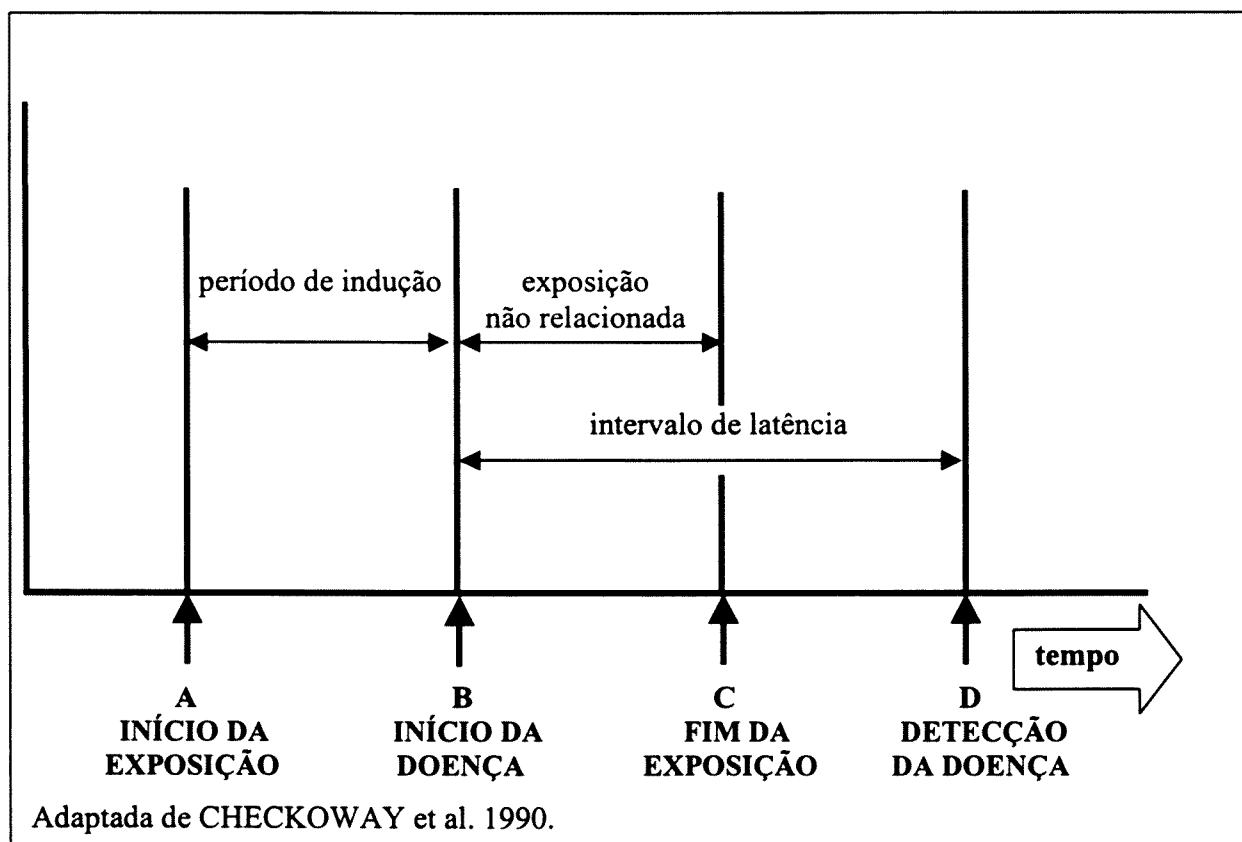 período de indução
exposição
não relacionada
intervalo de latência
tempo
A
INÍCIO DA
EXPOSIÇÃO
B
INÍCIO DA
DOENÇA
C
FIM DA
EXPOSIÇÃO
D
DETECÇÃO
DA DOENÇA
Adaptada de CHECKOWAY et al. 1990.